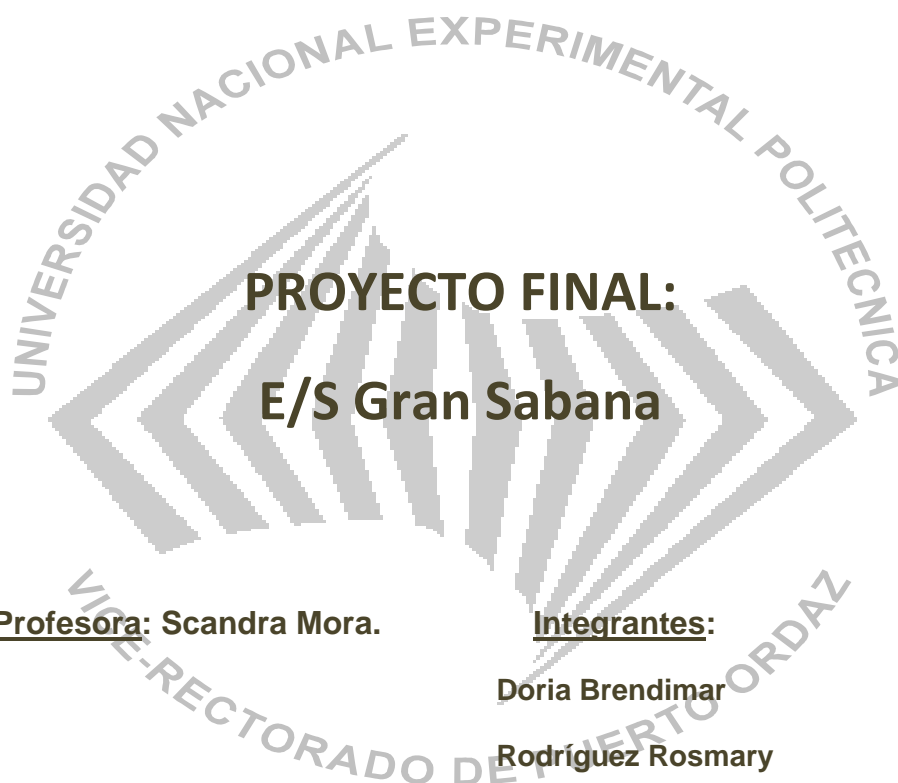 UNIVERSIDAD NACIONAL EXPERIMENTAL POLITECNICA
PROYECTO FINAL:
E/S Gran Sabana
Profesora: Scandra Mora.
Integrantes:
Doria Brendimar
Rodríguez Rosmary
VICE-RECTORADO DE PUERTO ORDAZ